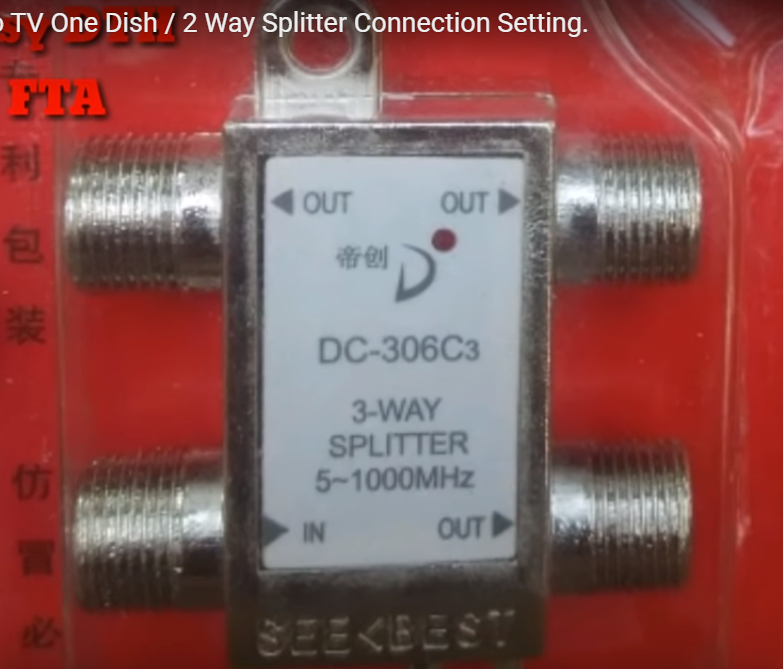 TV One Dish / 2 Way Splitter Connection Setting.
DTH
FTA
利
包
装
仿
冒
必
OUT OUT
帝创
DC-306C3
3-WAY
SPLITTER
5~1000MHz
IN OUT
SEE<BEST